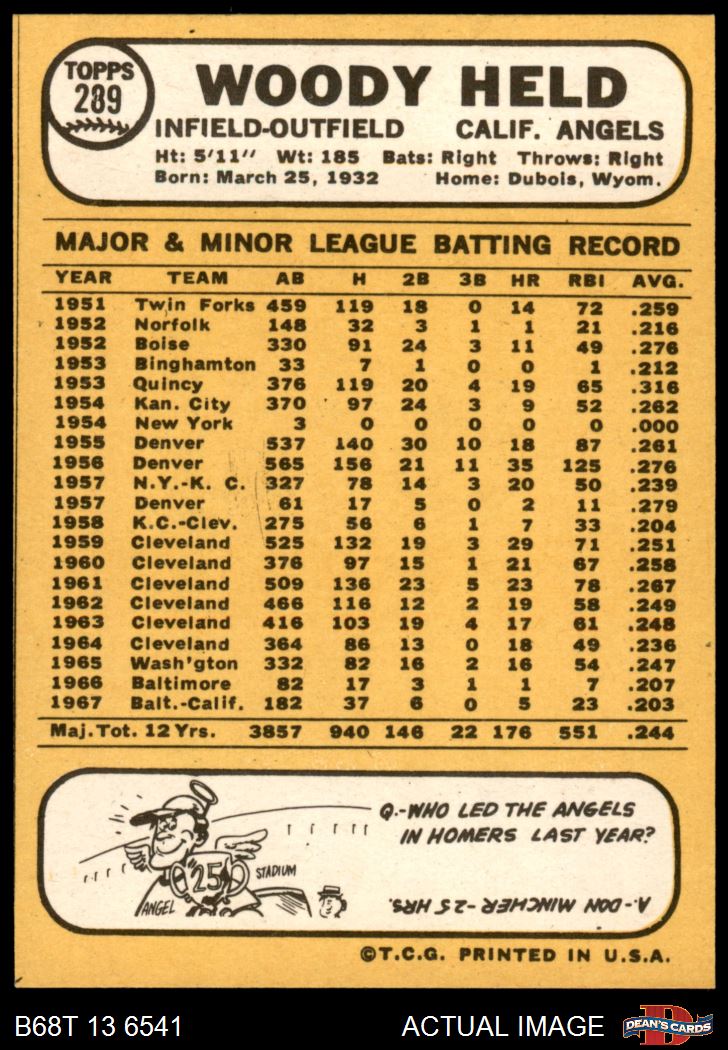 TOPPS
289
WOODY HELD
INFIELD-OUTFIELD CALIF. ANGELS
Ht: 5'11" Wt: 185 Bats: Right Throws: Right
Born: March 25, 1932 Home: Dubois, Wyom.
MAJOR & MINOR LEAGUE BATTING RECORD
YEAR TEAM AB H 2B 3B HR RBI AVG.
1951 Twin Forks 459 119 18 0 14 72 .259
1952 Norfolk 148 32 3 1 1 21 .216
1952 Boise 330 91 24 3 11 49 .276
1953 Binghamton 33 7 1 0 0 1 .212
1953 Quincy 376 119 20 4 19 65 .316
1954 Kan. City 370 97 24 3 9 52 .262
1954 New York 3 0 0 0 0 0 .000
1955 Denver 537 140 30 10 18 87 .261
1956 Denver 565 156 21 11 35 125 .276
1957 N.Y.-K. C. 327 78 14 3 20 50 .239
1957 Denver 61 17 5 0 2 11 .279
1958 K.C.-Clev. 275 56 6 1 7 33 .204
1959 Cleveland 525 132 19 3 29 71 .251
1960 Cleveland 376 97 15 1 21 67 .258
1961 Cleveland 509 136 23 5 23 78 .267
1962 Cleveland 466 116 12 2 19 58 .249
1963 Cleveland 416 103 19 4 17 61 .248
1964 Cleveland 364 86 13 0 18 49 .236
1965 Wash'gton 332 82 16 2 16 54 .247
1966 Baltimore 82 17 3 1 1 7 .207
1967 Balt.-Calif. 182 37 6 0 5 23 .203
Maj.Tot. 12 Yrs. 3857 940 146 22 176 551 .244
Q.-WHO LED THE ANGELS
IN HOMERS LAST YEAR?
25
STADIUM
ANGEL
A.-DON MINCHER-25 HRS.
©T.C.G. PRINTED IN U.S.A.
B68T 13 6541 ACTUAL IMAGE
D
DEAN'S CARDS